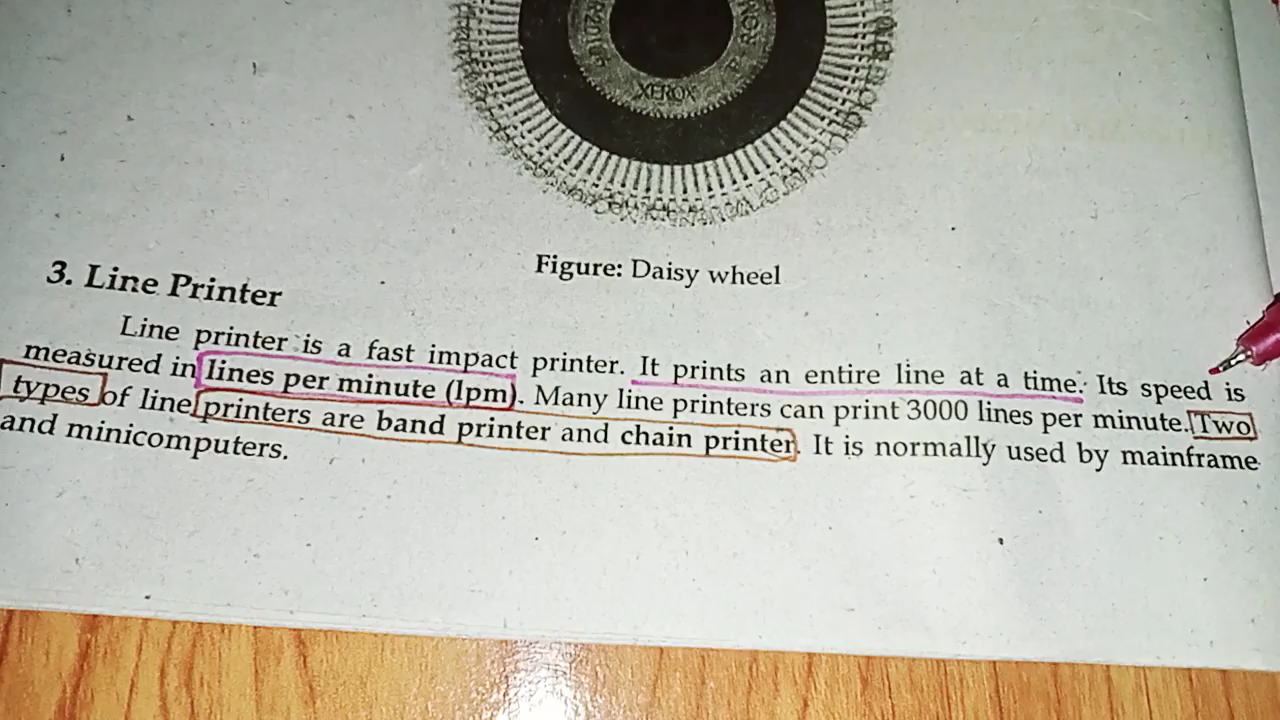 XEROX
Figure: Daisy wheel
3. Line Printer
Line printer is a fast impact printer. It prints an entire line at a time. Its speed is
measured in lines per minute (lpm). Many line printers can print 3000 lines per minute. Two
types of line printers are band printer and chain printer. It is normally used by mainframe
and minicomputers.